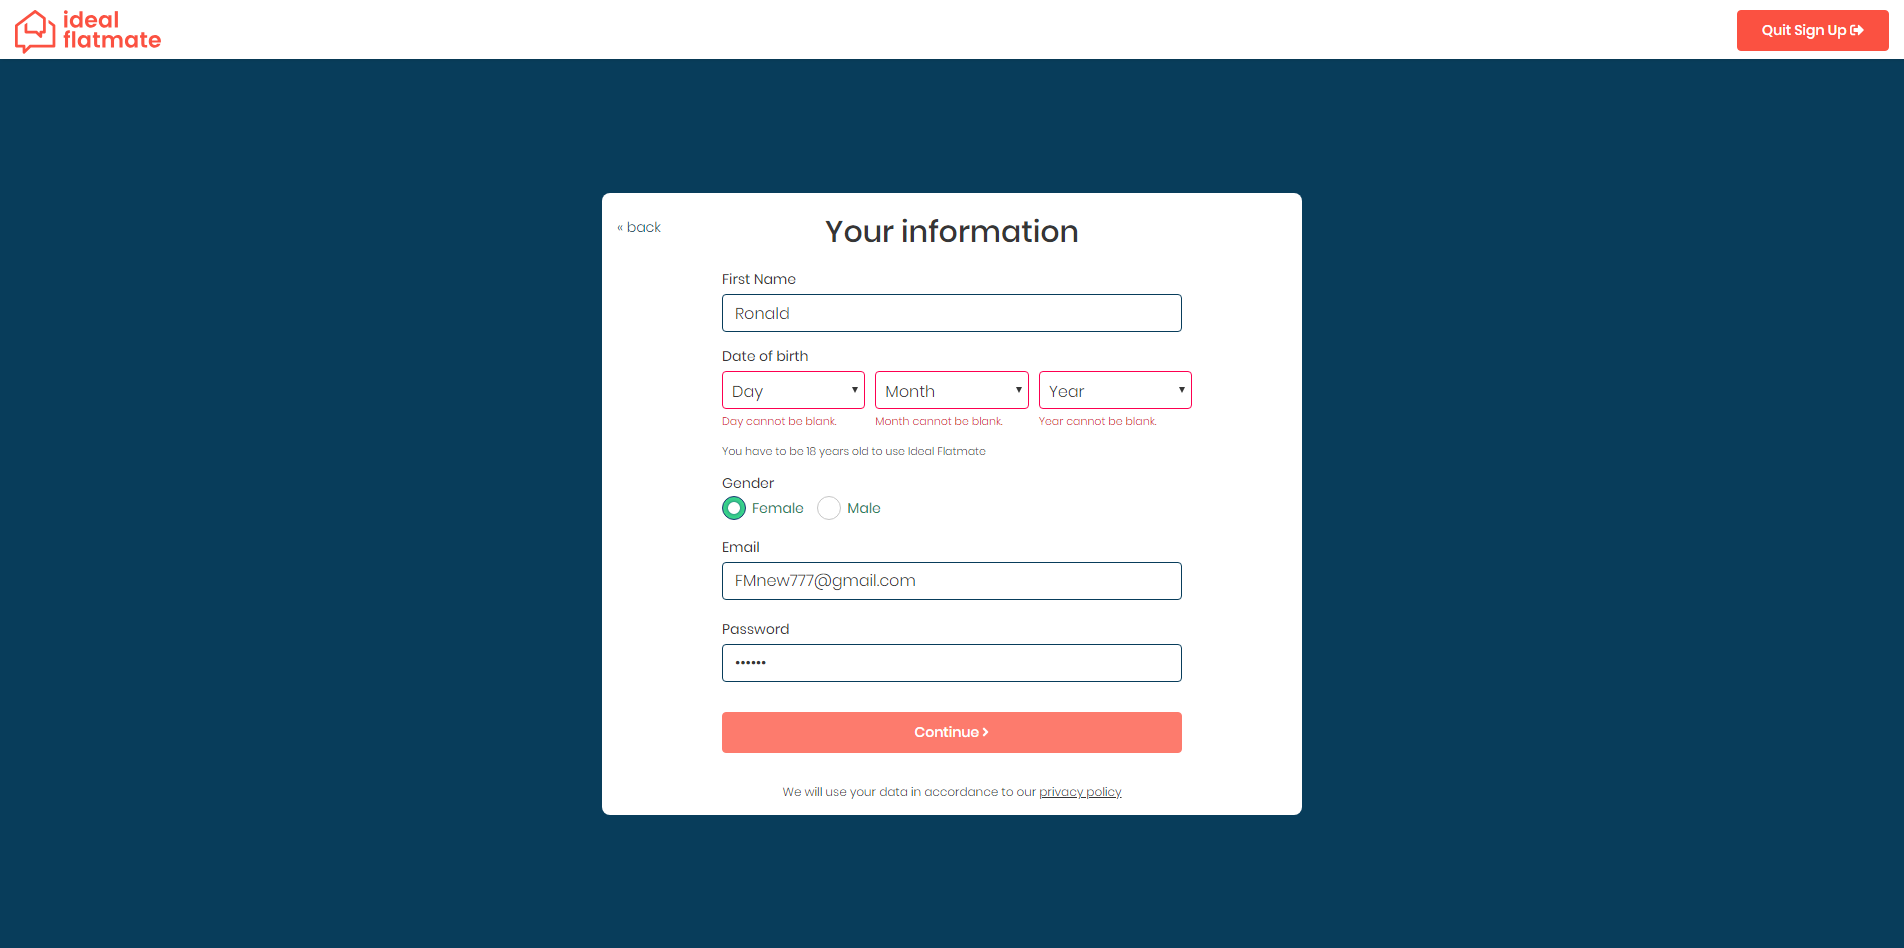 ideal
flatmate
Quit Sign Up
« back
Your information
First Name
Ronald
Date of birth
Day Month Year
Day cannot be blank. Month cannot be blank. Year cannot be blank.
You have to be 18 years old to use Ideal Flatmate
Gender
Female Male
Email
FMnew777@gmail.com
Password
••••••
Continue
We will use your data in accordance to our privacy policy